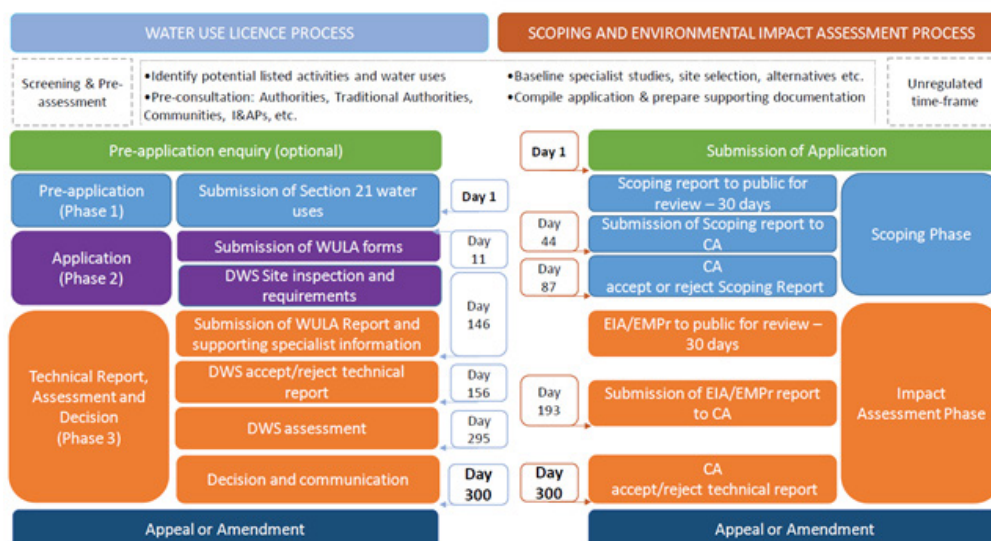 WATER USE LICENCE PROCESS
SCOPING AND ENVIRONMENTAL IMPACT ASSESSMENT PROCESS
Screening & Pre-
assessment
•Identify potential listed activities and water uses
•Pre-consultation: Authorities, Traditional Authorities,
Communities, I&APs, etc.
•Baseline specialist studies, site selection, alternatives etc.
•Compile application & prepare supporting documentation
Unregulated
time-frame
Pre-application enquiry (optional)
Day 1
Submission of Application
Pre-application
(Phase 1)
Submission of Section 21 water
uses
Day 1
Scoping report to public for
review – 30 days
Scoping Phase
Application
(Phase 2)
Submission of WULA forms
Day
11
Day
44
Submission of Scoping report to
CA
DWS Site inspection and
requirements
Day
146
Day
87
CA
accept or reject Scoping Report
Technical Report,
Assessment and
Decision
(Phase 3)
Submission of WULA Report and
supporting specialist information
EIA/EMPr to public for review –
30 days
Impact
Assessment Phase
DWS accept/reject technical
report
Day
156
Day
193
Submission of EIA/EMPr report
to CA
DWS assessment
Day
295
Decision and communication
Day
300
Day
300
CA
accept/reject technical report
Appeal or Amendment
Appeal or Amendment